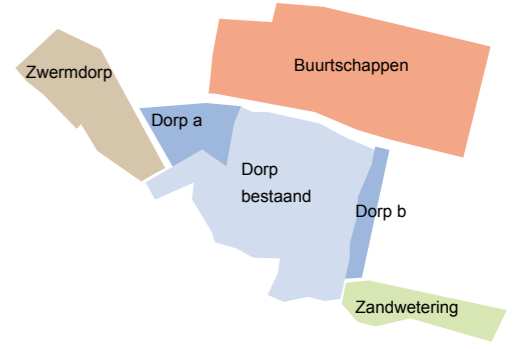 Zwermdorp
Buurtschappen
Dorp a
Dorp
bestaand
Dorp b
Zandwetering